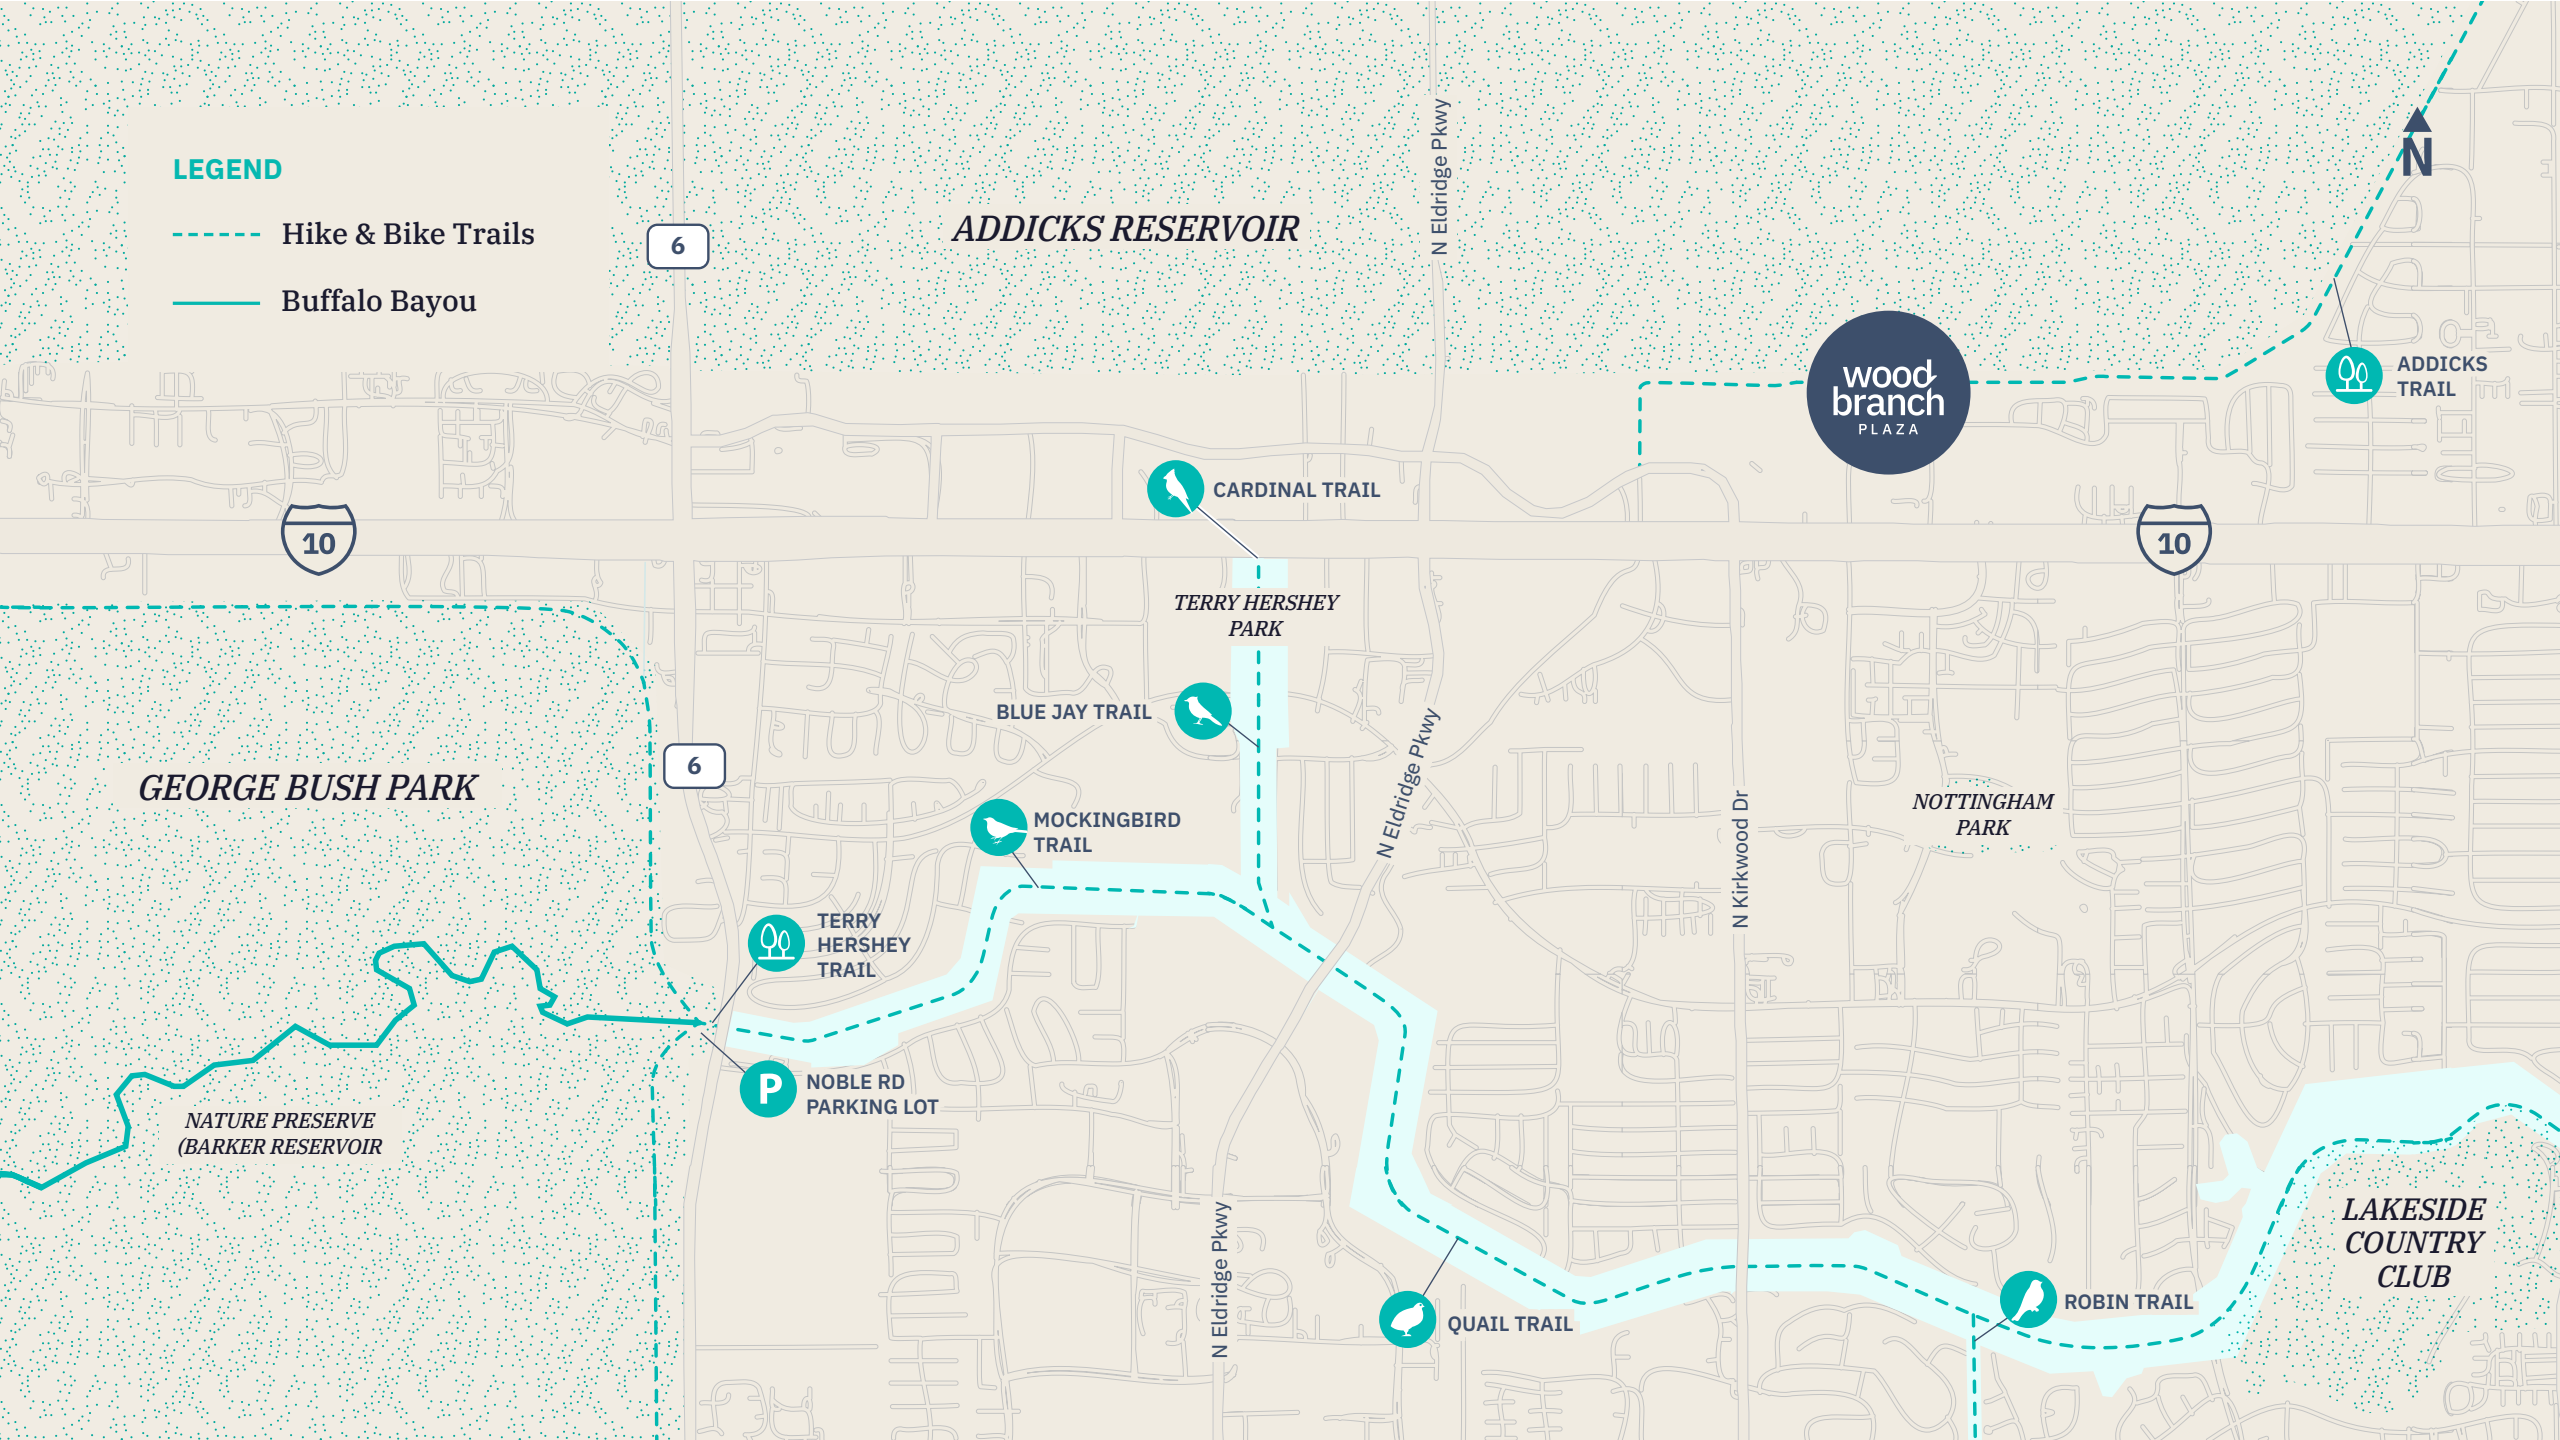 LEGEND
Hike & Bike Trails
Buffalo Bayou
6
ADDICKS RESERVOIR
N Eldridge Pkwy
N
wood
branch
PLAZA
ADDICKS
TRAIL
CARDINAL TRAIL
10
10
TERRY HERSHEY
PARK
BLUE JAY TRAIL
6
GEORGE BUSH PARK
N Eldridge Pkwy
MOCKINGBIRD
TRAIL
N Kirkwood Dr
NOTTINGHAM
PARK
TERRY
HERSHEY
TRAIL
P
NOBLE RD
PARKING LOT
NATURE PRESERVE
(BARKER RESERVOIR
N Eldridge Pkwy
QUAIL TRAIL
ROBIN TRAIL
LAKESIDE
COUNTRY
CLUB